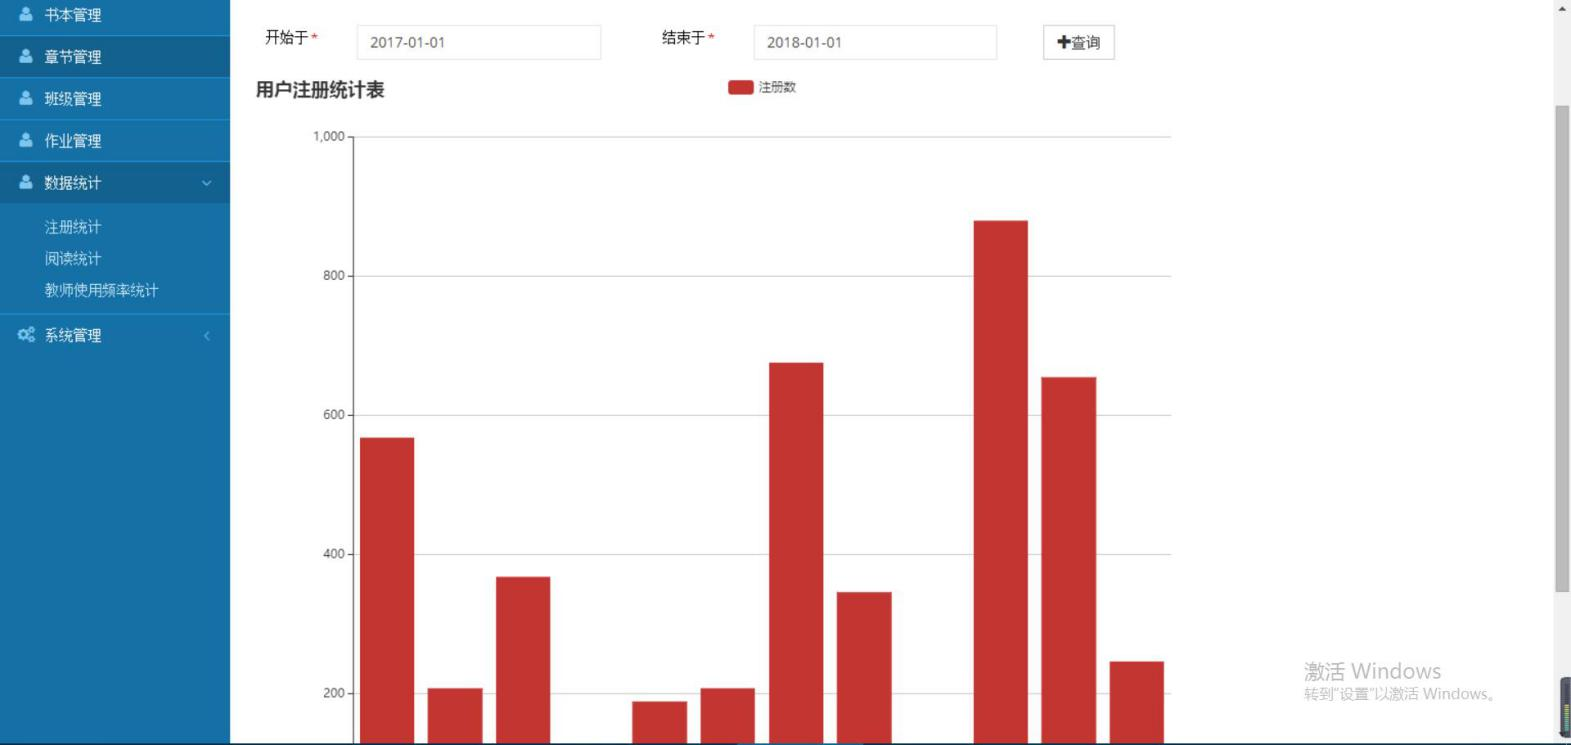 书本管理
章节管理
班级管理
作业管理
数据统计
注册统计
阅读统计
教师使用频率统计
系统管理
开始于* 2017-01-01 结束于* 2018-01-01 查询
用户注册统计表
注册数
1,000
800
600
400
200
激活 Windows
转到"设置"以激活 Windows。